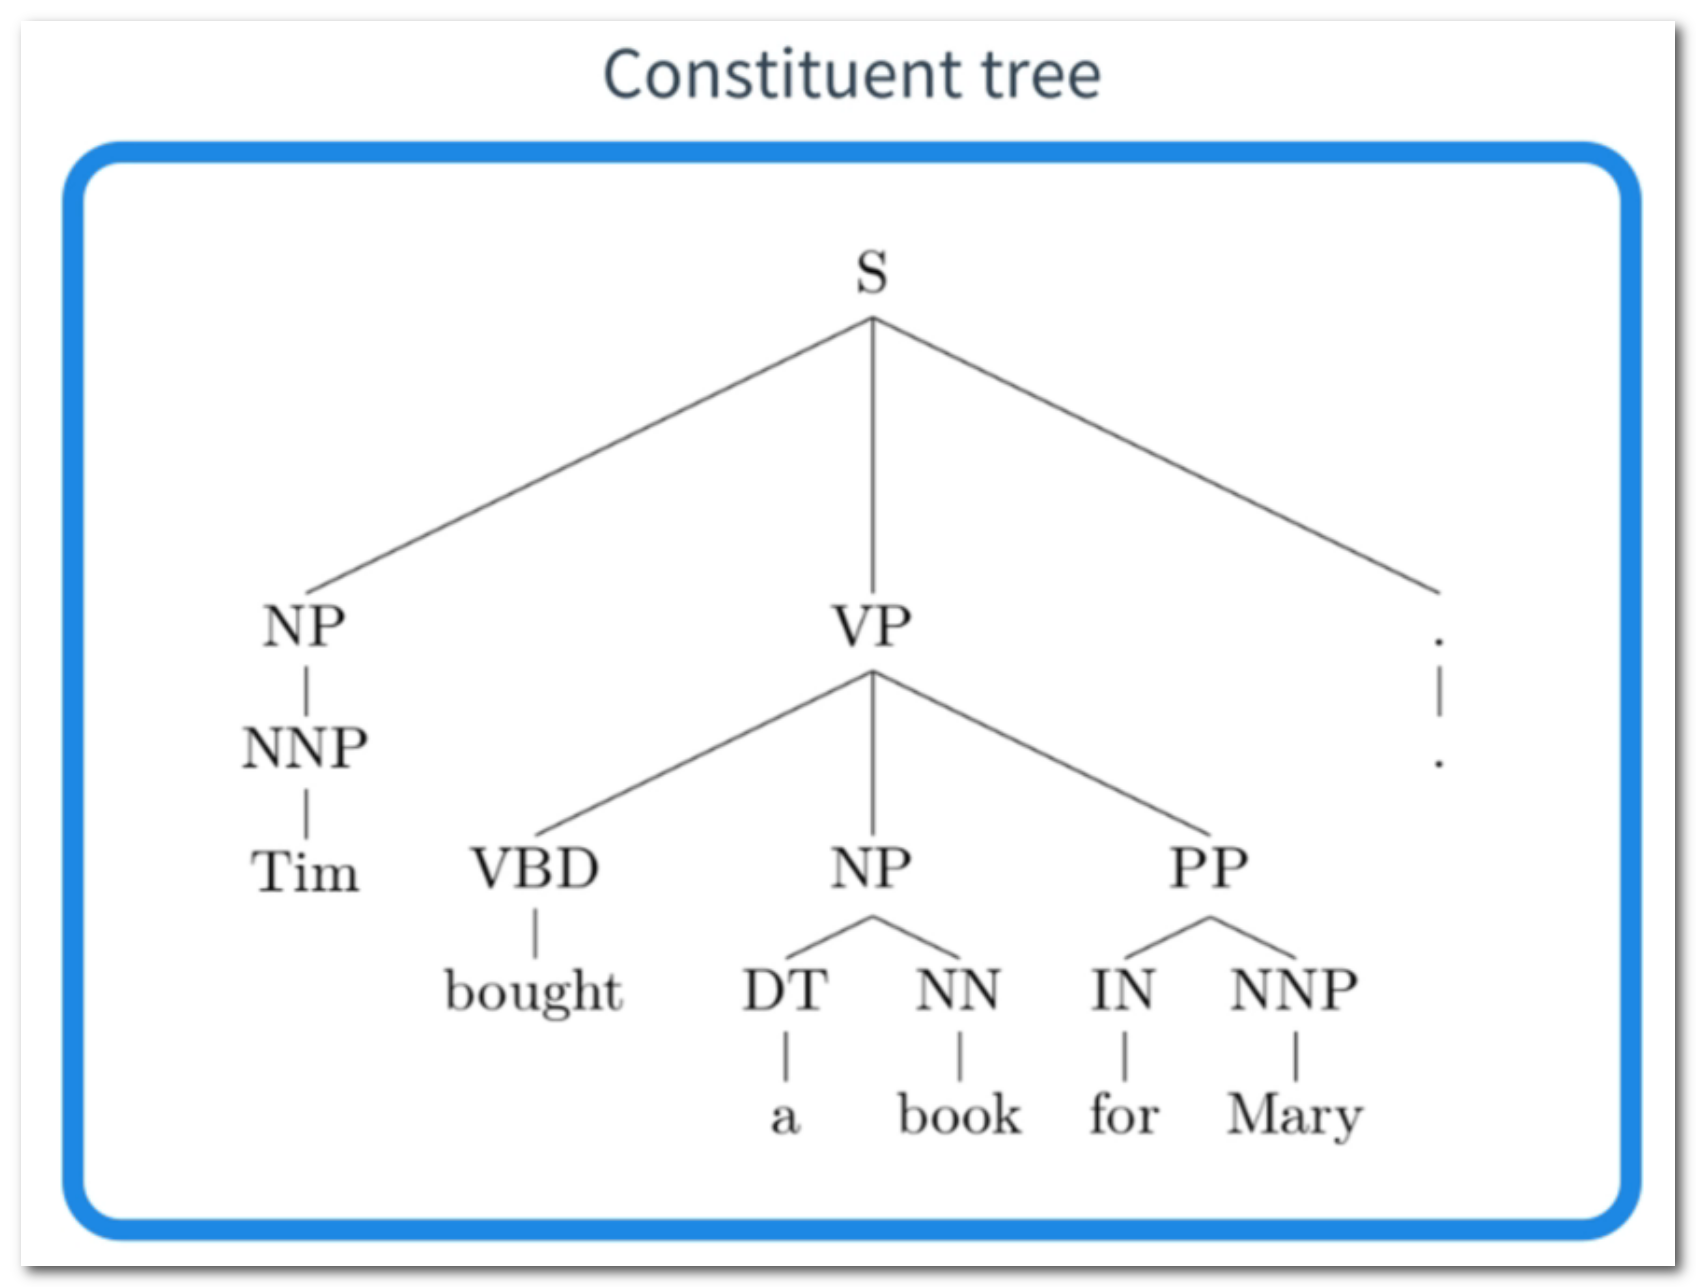 Constituent tree
S
NP VP .
NNP .
Tim VBD NP PP
bought DT NN IN NNP
a book for Mary